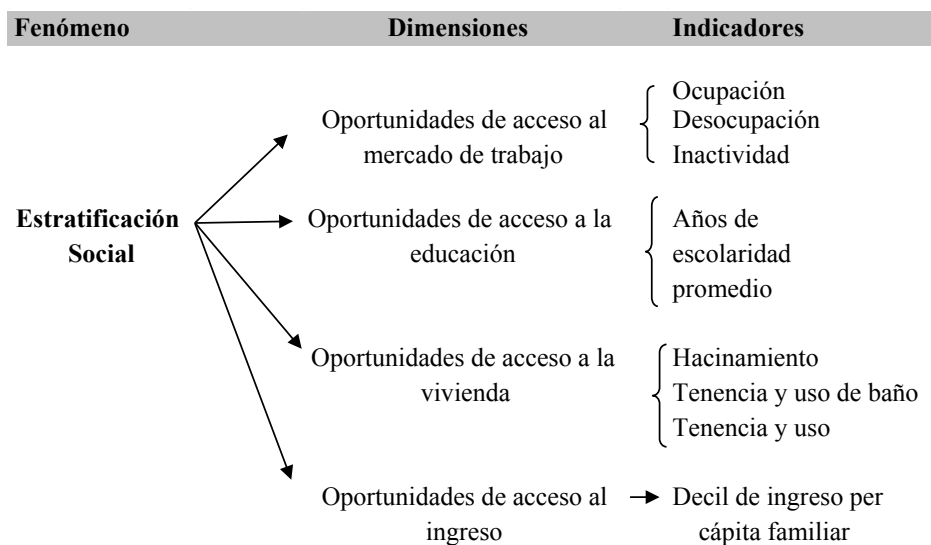 Fenómeno Dimensiones Indicadores
Oportunidades de acceso al
mercado de trabajo
Ocupación
Desocupación
Inactividad
Estratificación
Social
Oportunidades de acceso a la
educación
Años de
escolaridad
promedio
Oportunidades de acceso a la
vivienda
Hacinamiento
Tenencia y uso de baño
Tenencia y uso
Oportunidades de acceso al
ingreso
Decil de ingreso per
cápita familiar